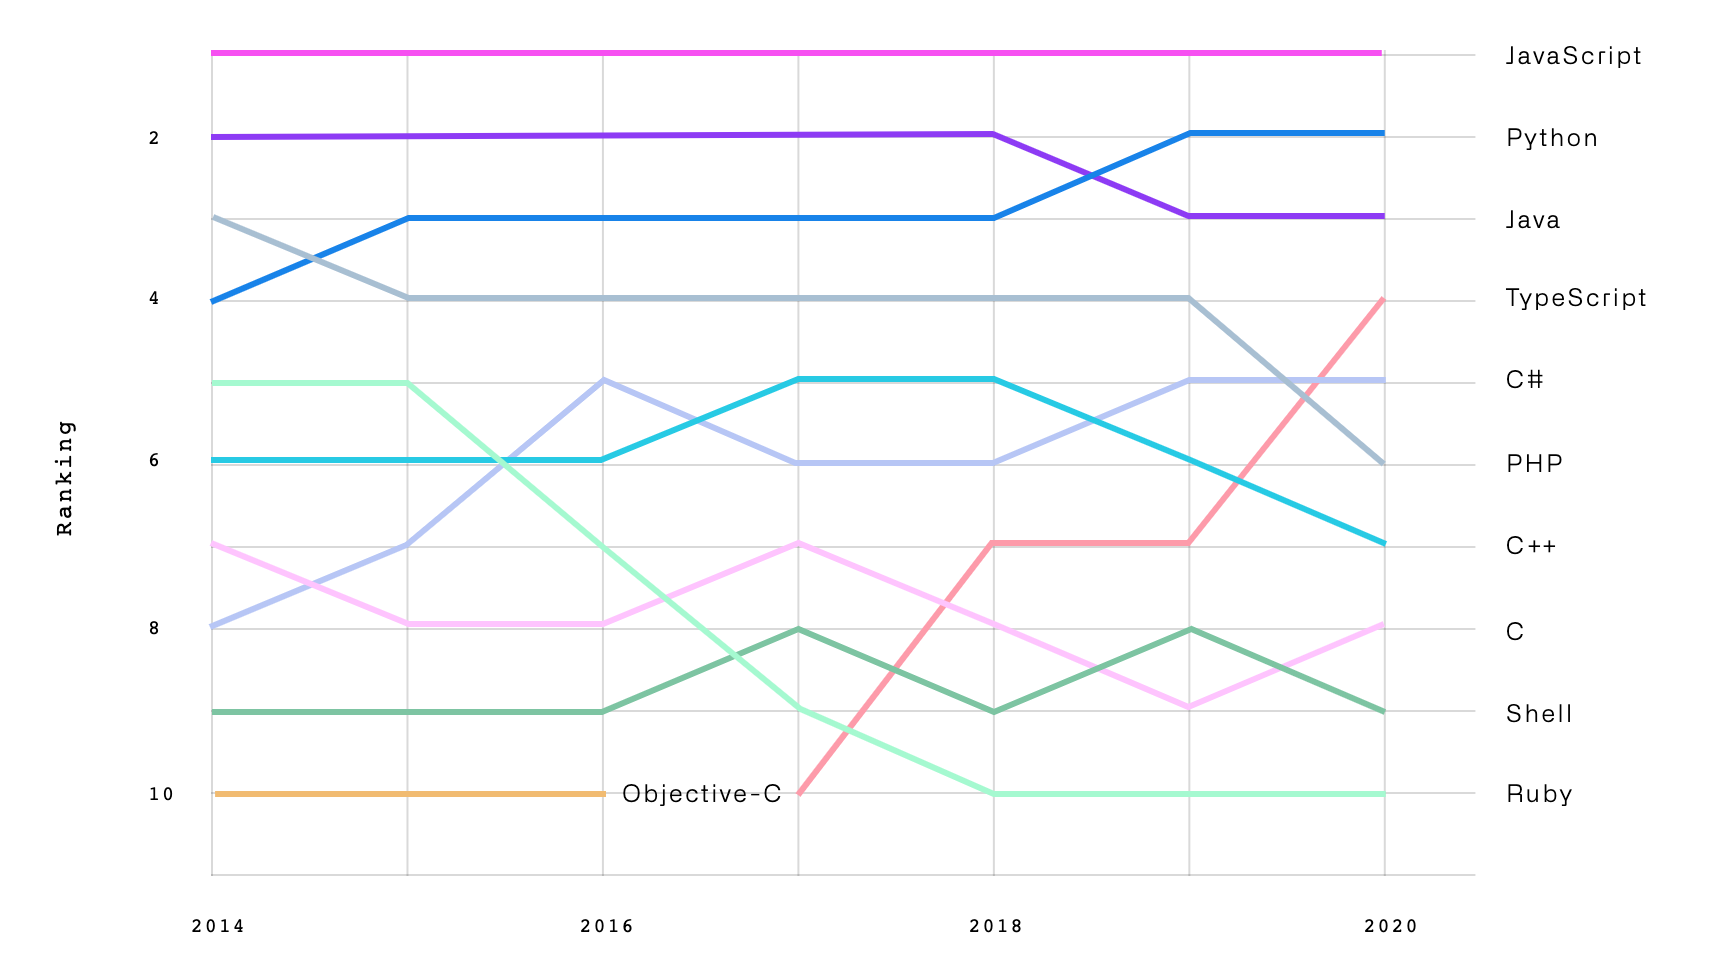 JavaScript
2
Python
Java
4
TypeScript
C#
Ranking
6
PHP
C++
8
C
Shell
10
Objective-C
Ruby
2014
2016
2018
2020